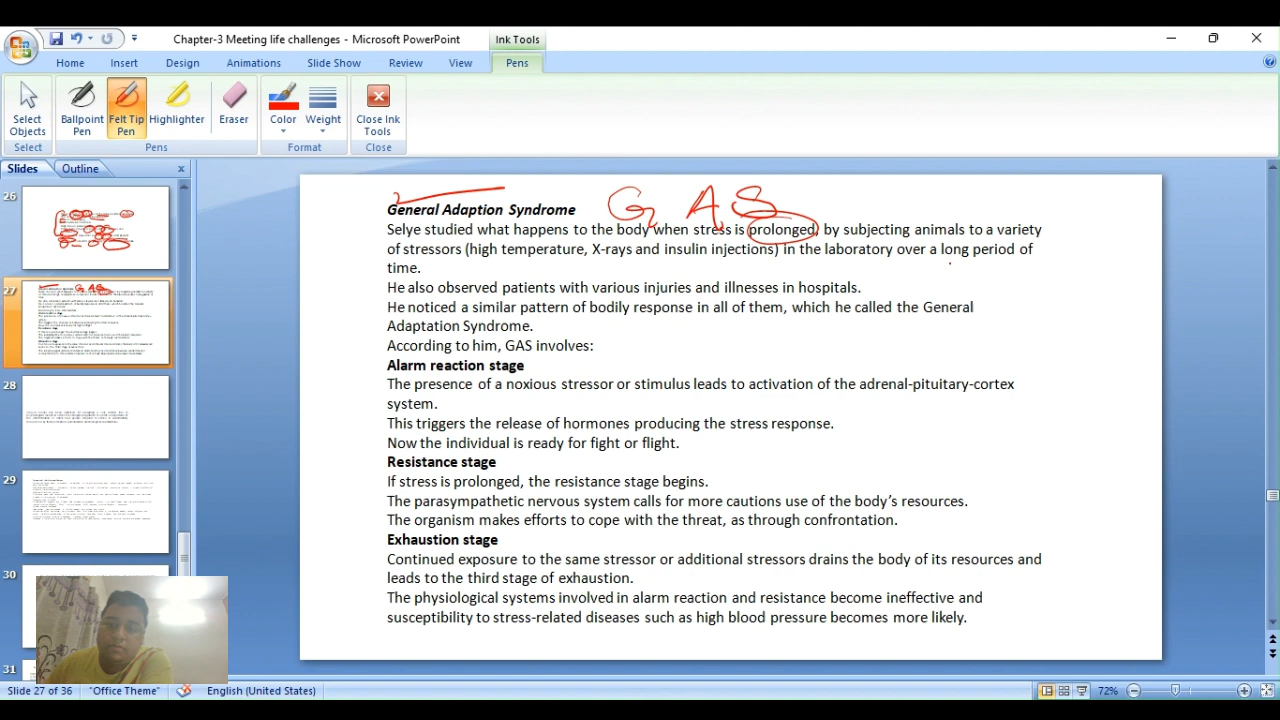 Chapter-3 Meeting life challenges - Microsoft PowerPoint
Ink Tools
Home Insert Design Animations Slide Show Review View Pens
Select Objects
Ballpoint Pen
Felt Tip Pen
Highlighter
Eraser
Color
Weight
Close Ink Tools
Select Pens Format Close
Slides Outline
26
27
28
29
30
31
G A S
General Adaption Syndrome
Selye studied what happens to the body when stress is prolonged, by subjecting animals to a variety
of stressors (high temperature, X-rays and insulin injections) in the laboratory over a long period of
time.
He also observed patients with various injuries and illnesses in hospitals.
He noticed a similar pattern of bodily response in all of them, which he called the General
Adaptation Syndrome.
According to him, GAS involves:
Alarm reaction stage
The presence of a noxious stressor or stimulus leads to activation of the adrenal-pituitary-cortex
system.
This triggers the release of hormones producing the stress response.
Now the individual is ready for fight or flight.
Resistance stage
If stress is prolonged, the resistance stage begins.
The parasympathetic nervous system calls for more cautious use of the body's resources.
The organism makes efforts to cope with the threat, as through confrontation.
Exhaustion stage
Continued exposure to the same stressor or additional stressors drains the body of its resources and
leads to the third stage of exhaustion.
The physiological systems involved in alarm reaction and resistance become ineffective and
susceptibility to stress-related diseases such as high blood pressure becomes more likely.
Slide 27 of 36 "Office Theme" English (United States) 72%